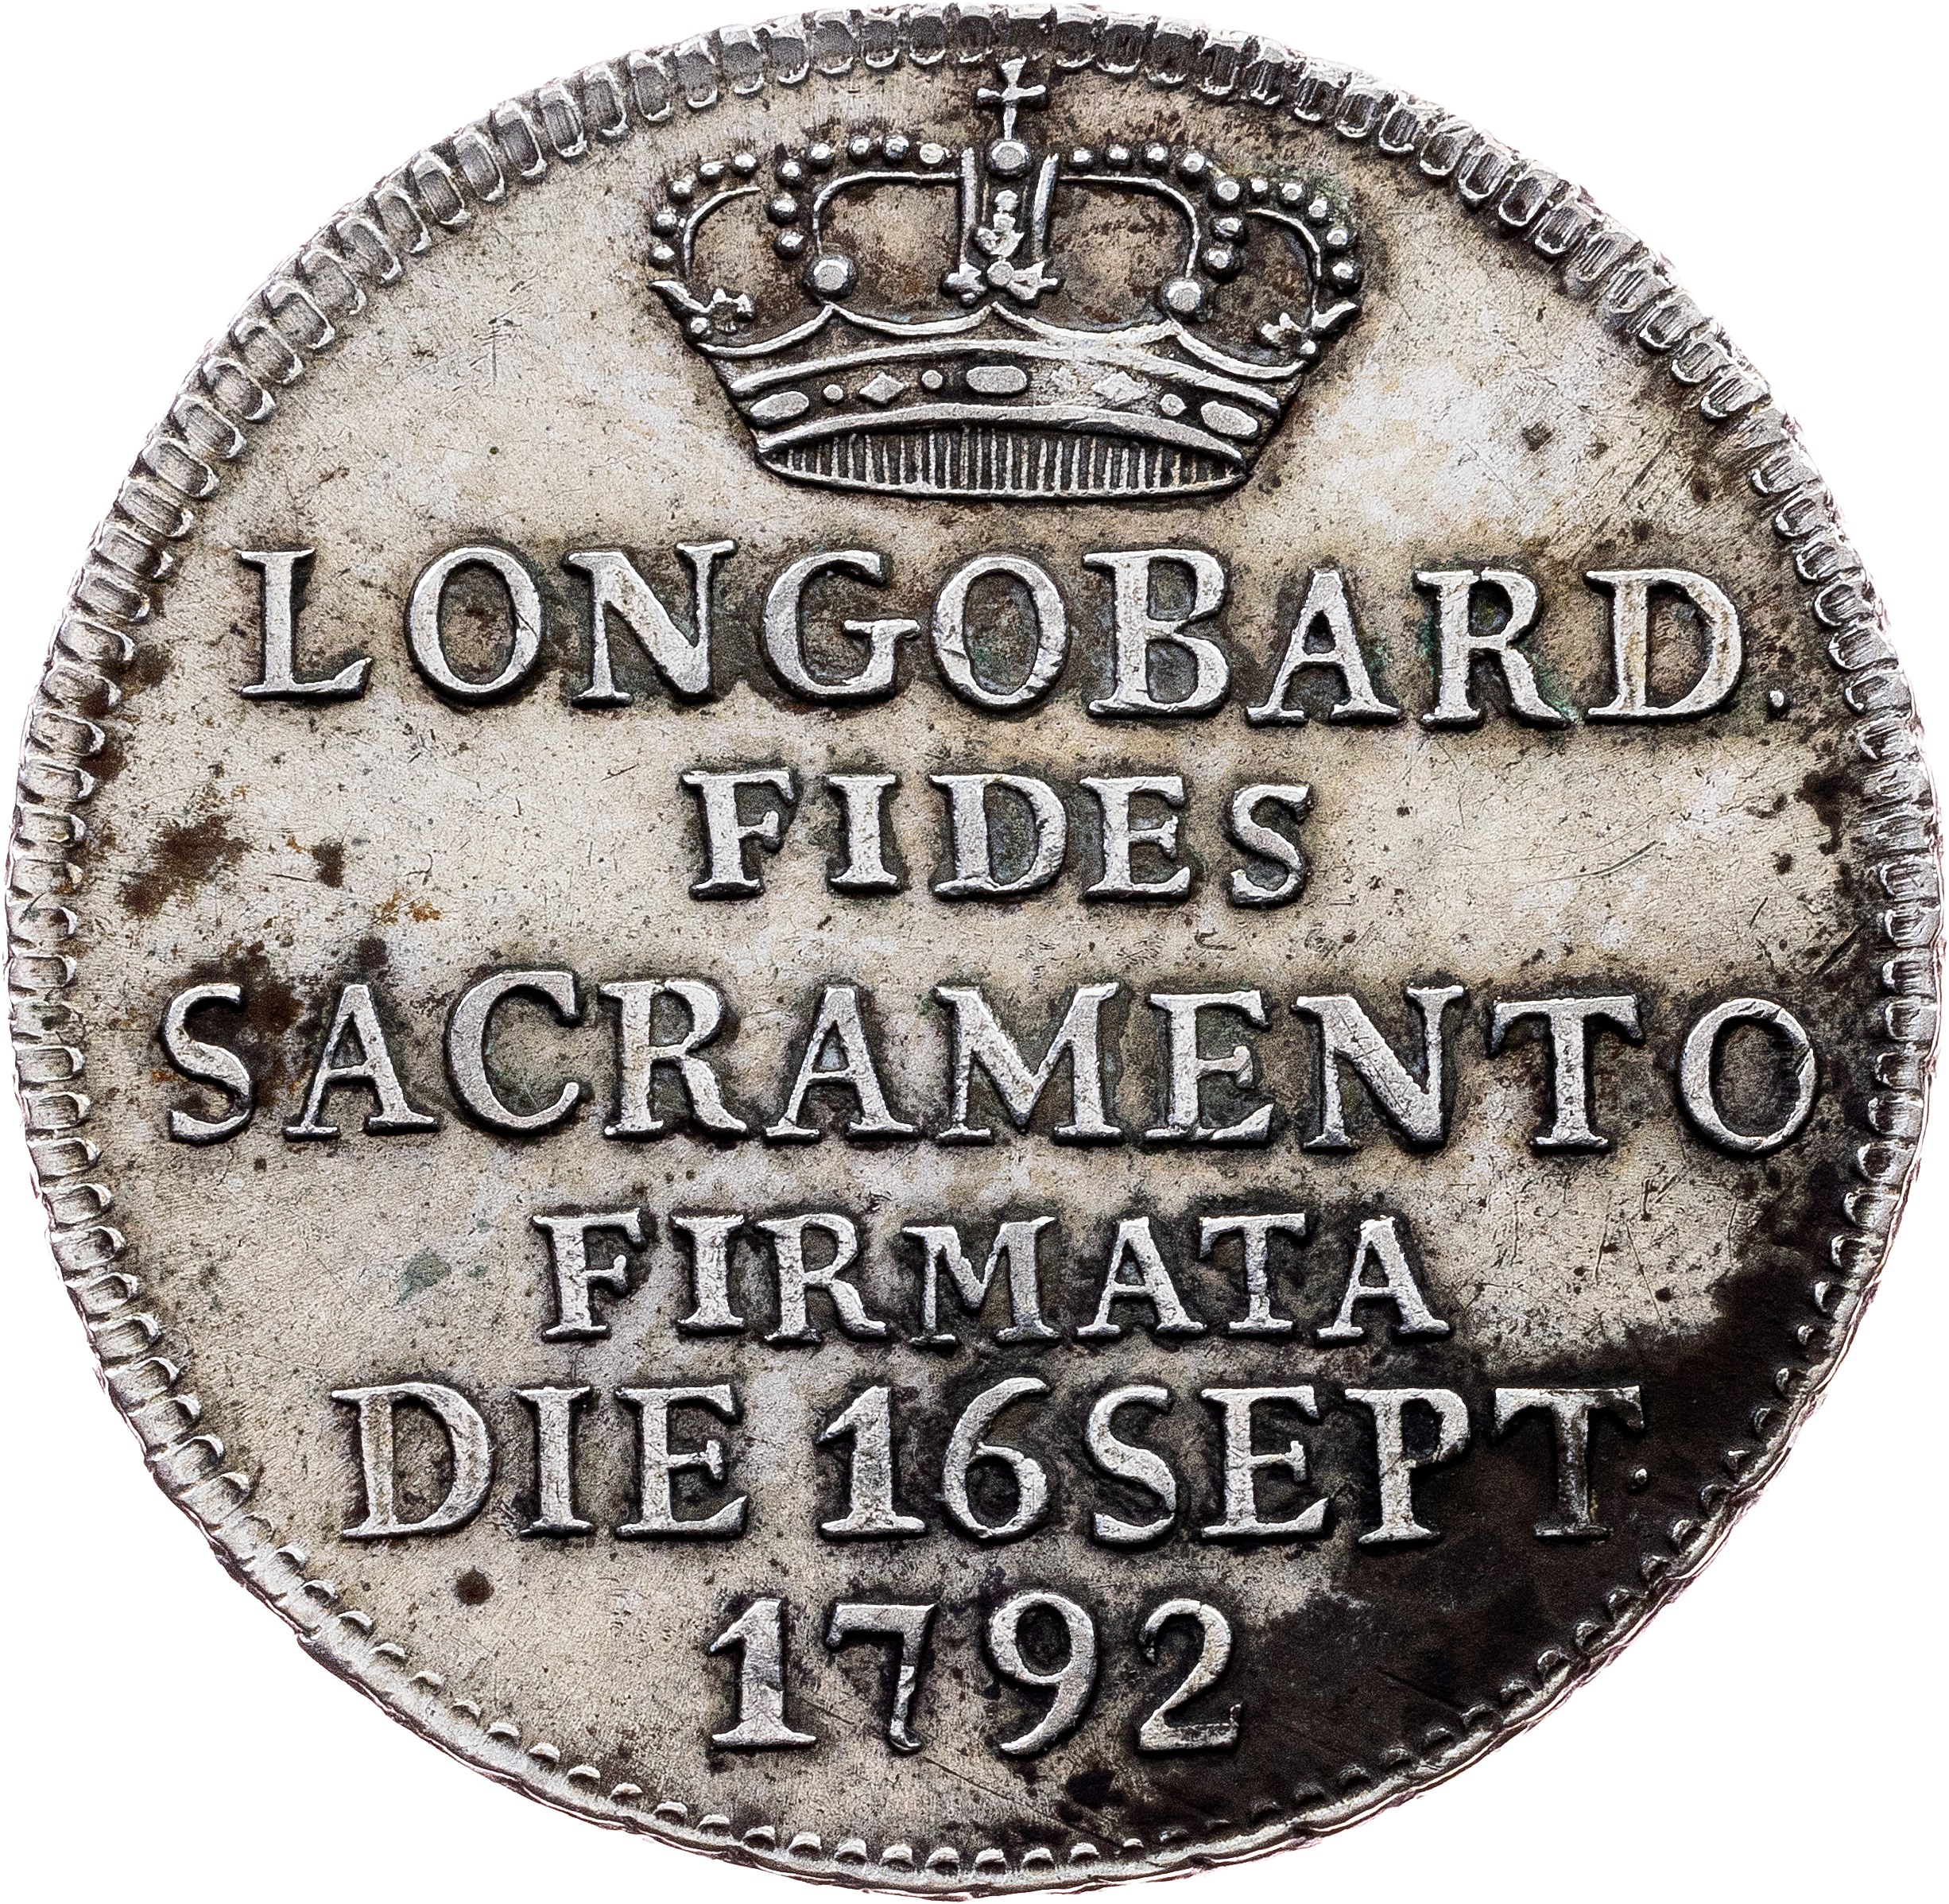 LONGOBARD.
FIDES
SACRAMENTO
FIRMATA
DIE 16 SEPT.
1792